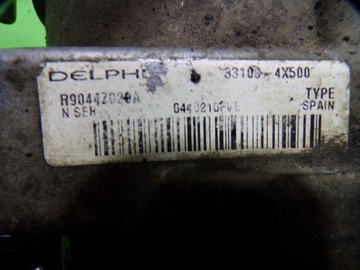 DELPHI 33100-4X500
R9044Z020A
N SER TYPE
SPAIN